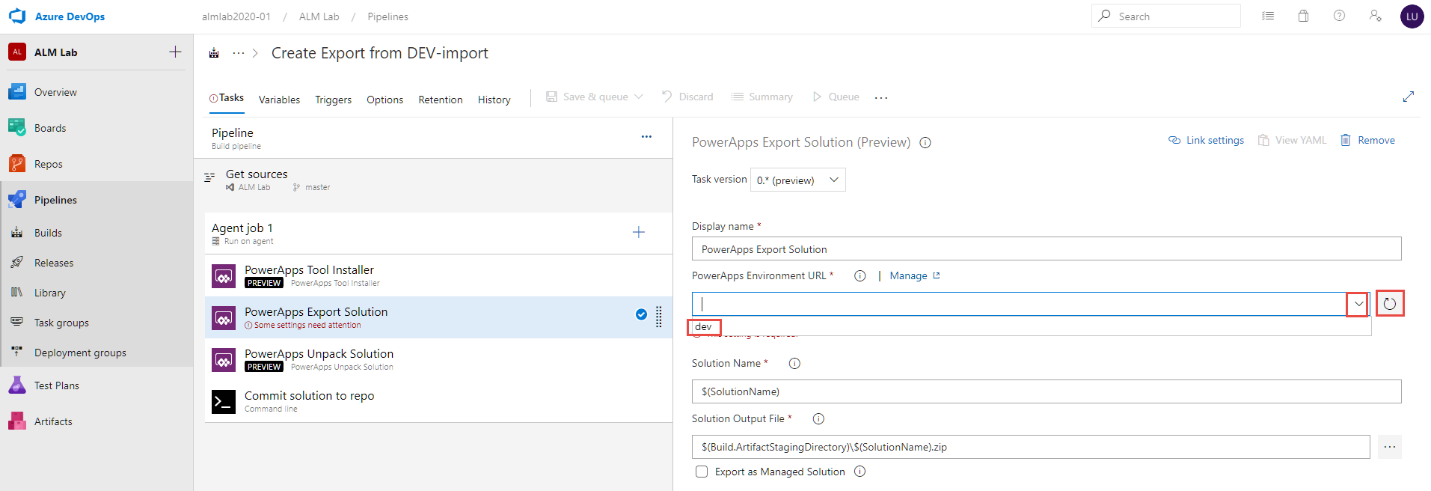 Azure DevOps
almlab2020-01 / ALM Lab / Pipelines
Search
LU
AL ALM Lab
Overview
Boards
Repos
Pipelines
Builds
Releases
Library
Task groups
Deployment groups
Test Plans
Artifacts
... > Create Export from DEV-import
Tasks Variables Triggers Options Retention History
Save & queue Discard Summary Queue ...
Pipeline
Build pipeline
Get sources
ALM Lab master
Agent job 1
Run on agent
PowerApps Tool Installer
PREVIEW PowerApps Tool Installer
PowerApps Export Solution
Some settings need attention
PowerApps Unpack Solution
PREVIEW PowerApps Unpack Solution
Commit solution to repo
Command line
PowerApps Export Solution (Preview)
Link settings View YAML Remove
Task version 0.* (preview)
Display name *
PowerApps Export Solution
PowerApps Environment URL * | Manage
dev
Solution Name *
$(SolutionName)
Solution Output File *
$(Build.ArtifactStagingDirectory)\$(SolutionName).zip
...
Export as Managed Solution